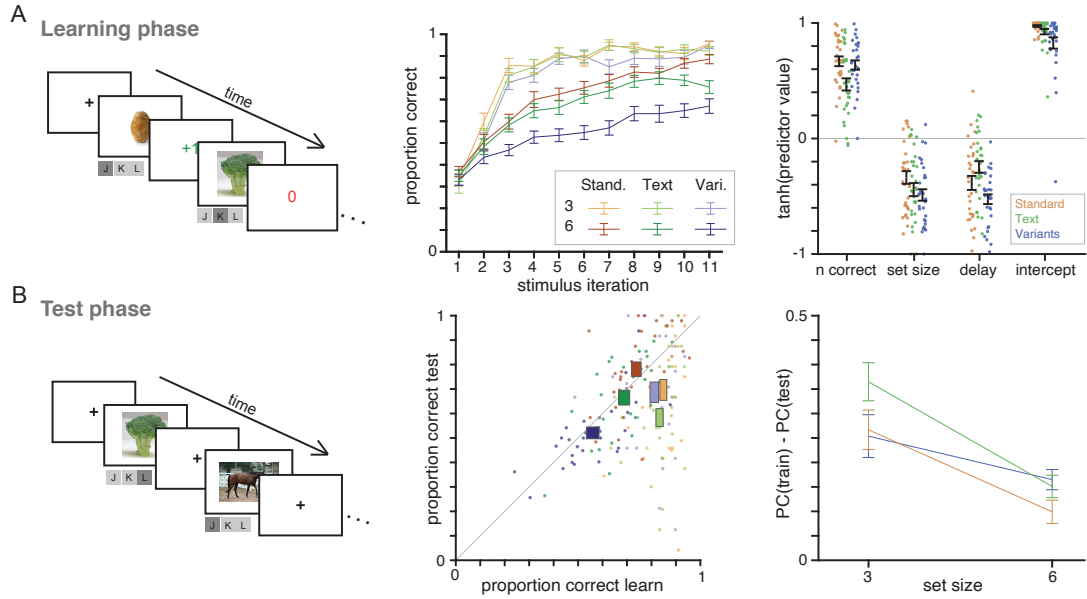 A
Learning phase
+
time
+1
J K L
J K L
0
...
proportion correct
1
0
1 2 3 4 5 6 7 8 9 10 11
stimulus iteration
Stand. Text Vari.
3
6
tanh(predictor value)
1
0
-1
n correct set size delay intercept
Standard
Text
Variants
B
Test phase
+
time
+
+
J K L
J K L
...
proportion correct test
1
0
0 1
proportion correct learn
PC(train) - PC(test)
0.5
0
3 6
set size